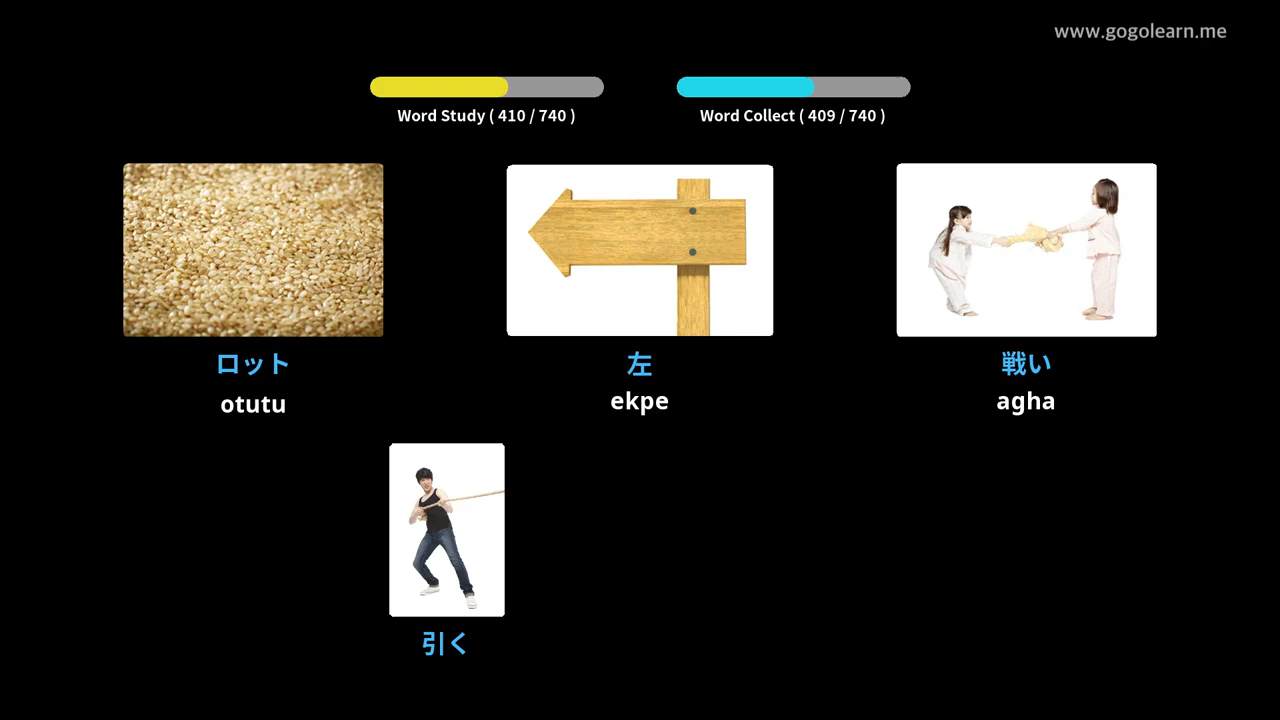 www.gogolearn.me
Word Study ( 410 / 740 )
Word Collect ( 409 / 740 )
ロット
左
戦い
otutu
ekpe
agha
引く